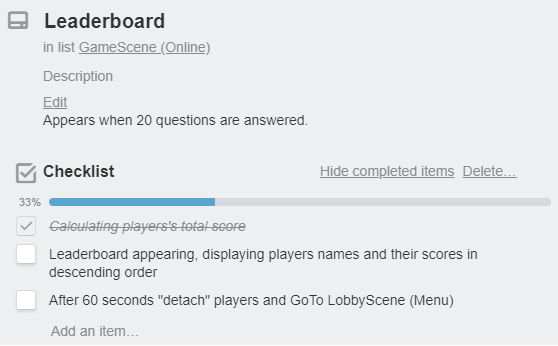 Leaderboard
in list GameScene (Online)
Description
Edit
Appears when 20 questions are answered.
Checklist Hide completed items Delete…
33%
Calculating players's total score
Leaderboard appearing, displaying players names and their scores in
descending order
After 60 seconds "detach" players and GoTo LobbyScene (Menu)
Add an item…